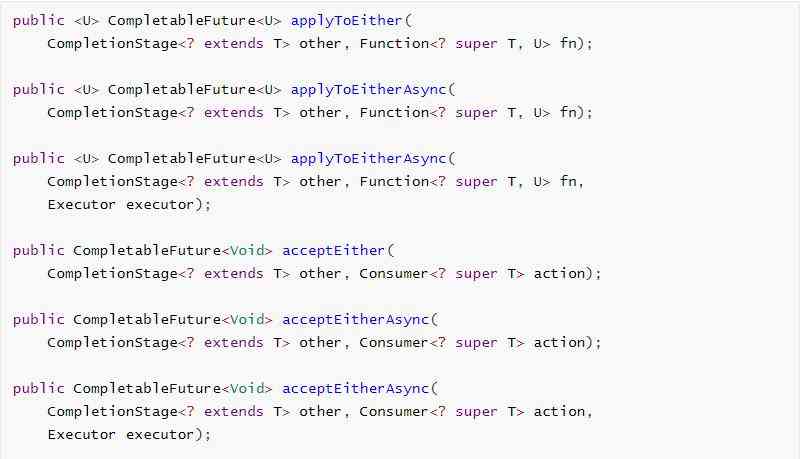 public <U> CompletableFuture<U> applyToEither(
CompletionStage<? extends T> other, Function<? super T, U> fn);
public <U> CompletableFuture<U> applyToEitherAsync(
CompletionStage<? extends T> other, Function<? super T, U> fn);
public <U> CompletableFuture<U> applyToEitherAsync(
CompletionStage<? extends T> other, Function<? super T, U> fn,
Executor executor);
public CompletableFuture<Void> acceptEither(
CompletionStage<? extends T> other, Consumer<? super T> action);
public CompletableFuture<Void> acceptEitherAsync(
CompletionStage<? extends T> other, Consumer<? super T> action);
public CompletableFuture<Void> acceptEitherAsync(
CompletionStage<? extends T> other, Consumer<? super T> action,
Executor executor);